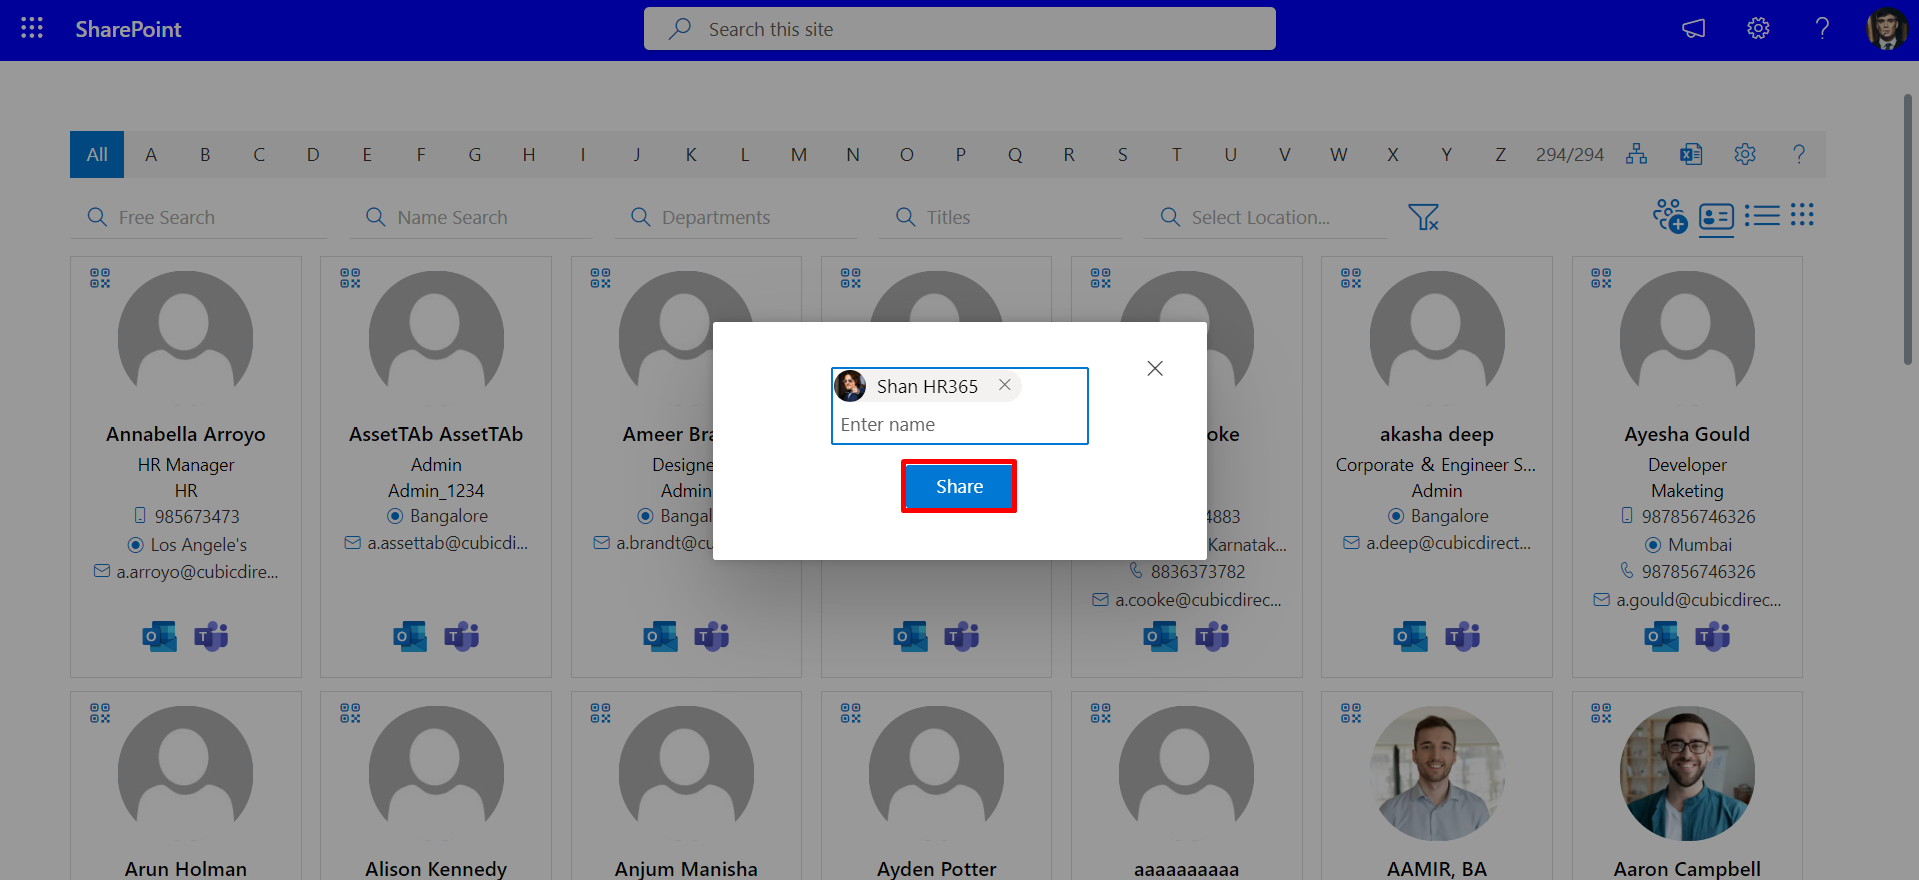 SharePoint
Search this site
All A B C D E F G H I J K L M N O P Q R S T U V W X Y Z 294/294
Free Search
Name Search
Departments
Titles
Select Location...
Shan HR365
Enter name
Share
Annabella Arroyo
HR Manager
HR
985673473
Los Angele's
a.arroyo@cubicdire...
AssetTAb AssetTAb
Admin
Admin_1234
Bangalore
a.assettab@cubicdi...
Ameer Bra
Designe
Admin
Bangal
a.brandt@cu
oke
4883
Karnatak...
8836373782
a.cooke@cubicdirec...
akasha deep
Corporate & Engineer S...
Admin
Bangalore
a.deep@cubicdirect...
Ayesha Gould
Developer
Maketing
987856746326
Mumbai
987856746326
a.gould@cubicdirec...
Arun Holman
Alison Kennedy
Anjum Manisha
Ayden Potter
aaaaaaaaaa
AAMIR, BA
Aaron Campbell